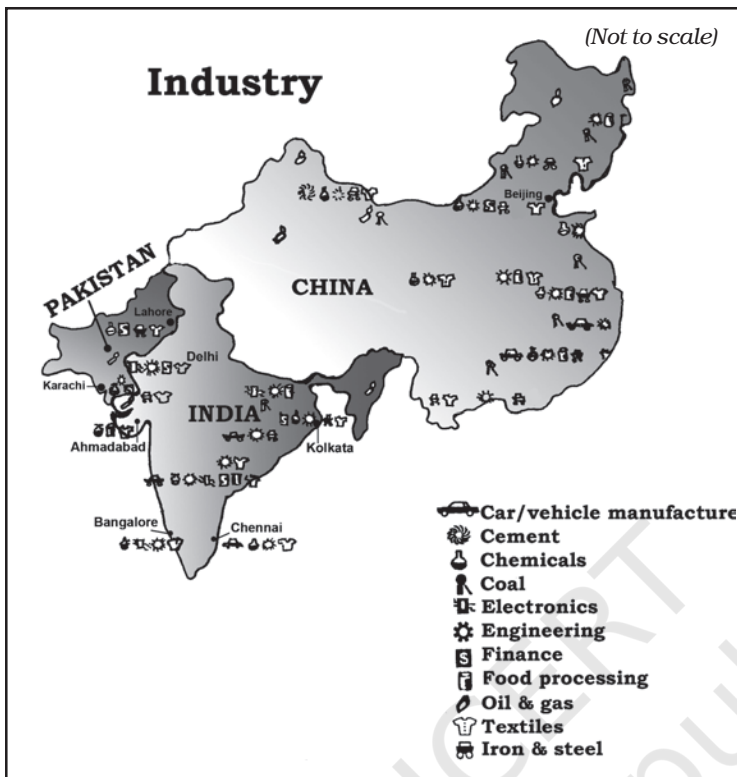 (Not to scale)
Industry
Beijing
PAKISTAN
CHINA
Lahore
Delhi
Karachi
INDIA
Ahmadabad
Kolkata
Bangalore
Chennai
Car/vehicle manufacture
Cement
Chemicals
Coal
Electronics
Engineering
S Finance
Food processing
Oil & gas
Textiles
Iron & steel
NCERT